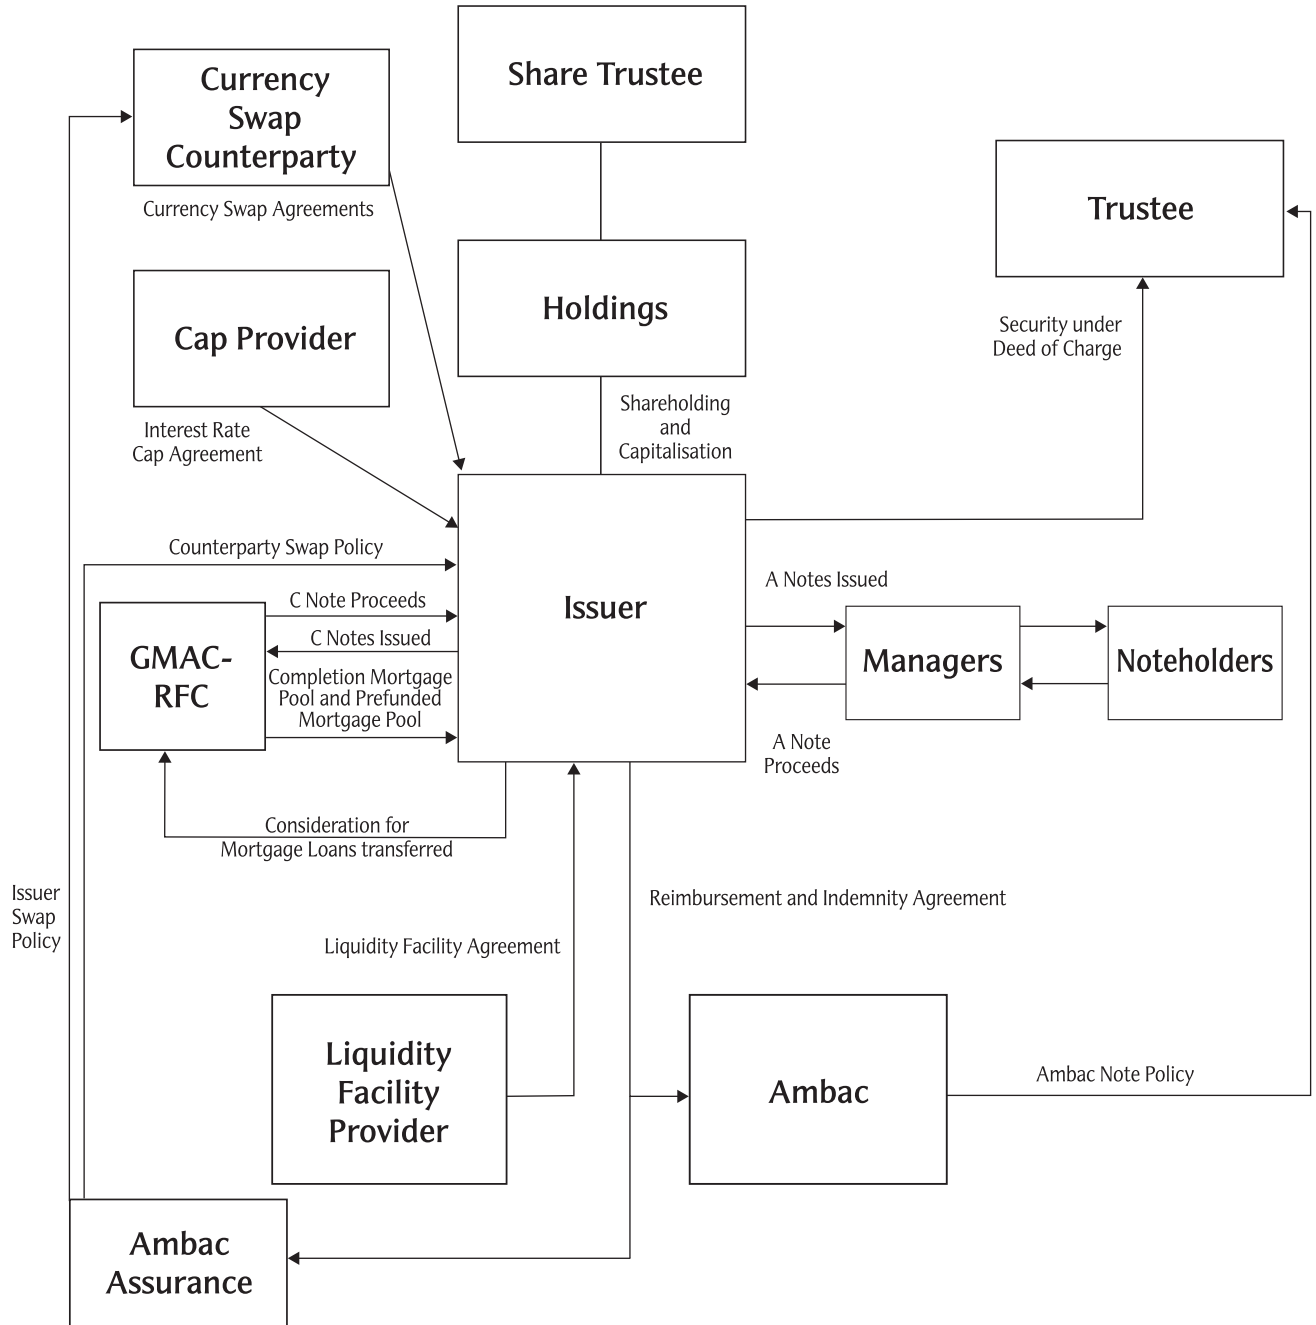 Share Trustee
Currency
Swap
Counterparty
Currency Swap Agreements
Trustee
Holdings
Cap Provider
Security under
Deed of Charge
Shareholding
and
Capitalisation
Interest Rate
Cap Agreement
Counterparty Swap Policy
A Notes Issued
Issuer
C Note Proceeds
C Notes Issued
GMAC-
RFC
Completion Mortgage
Pool and Prefunded
Mortgage Pool
Managers
Noteholders
A Note
Proceeds
Consideration for
Mortgage Loans transferred
Issuer
Swap
Policy
Reimbursement and Indemnity Agreement
Liquidity Facility Agreement
Liquidity
Facility
Provider
Ambac
Ambac Note Policy
Ambac
Assurance